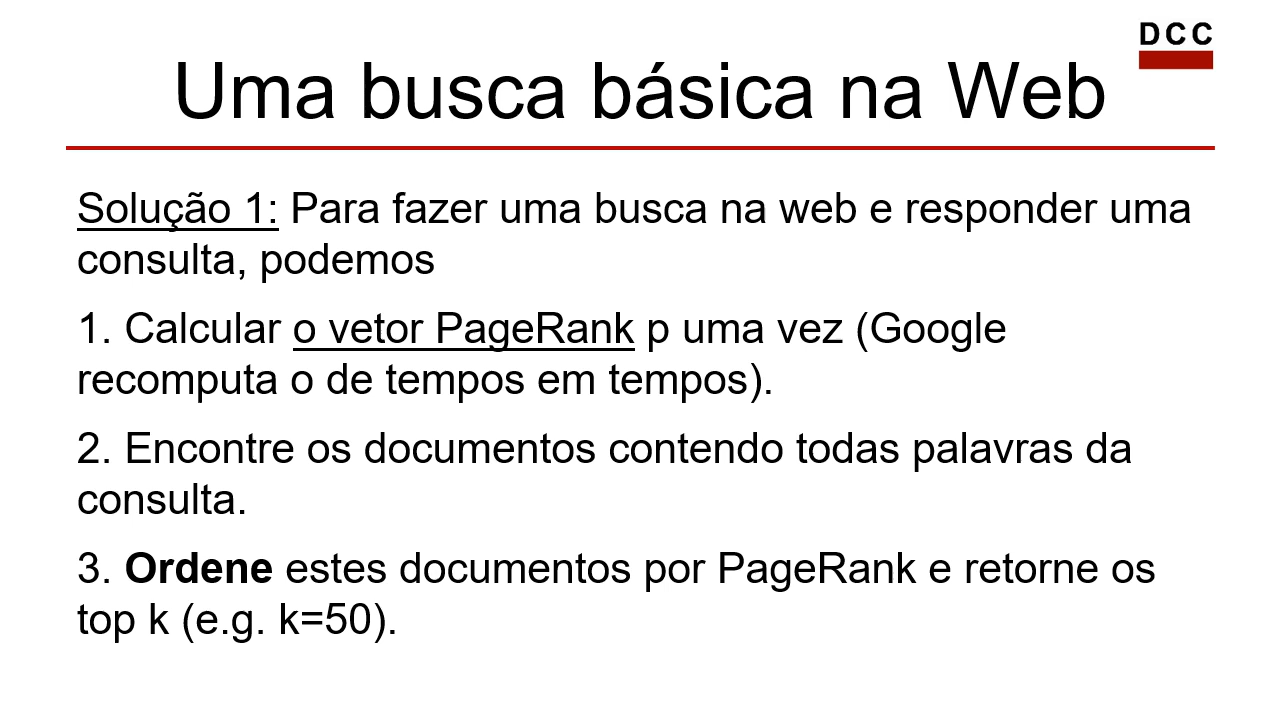 DCC
Uma busca básica na Web
Solução 1: Para fazer uma busca na web e responder uma
consulta, podemos
1. Calcular o vetor PageRank p uma vez (Google
recomputa o de tempos em tempos).
2. Encontre os documentos contendo todas palavras da
consulta.
3. Ordene estes documentos por PageRank e retorne os
top k (e.g. k=50).